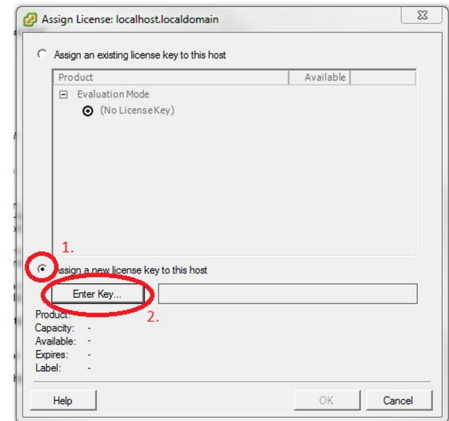 Assign License: localhost.localdomain
Assign an existing license key to this host
Product Available
Evaluation Mode
(No License Key)
1.
Assign a new license key to this host
Enter Key...
2.
Product: -
Capacity: -
Available: -
Expires: -
Label: -
Help OK Cancel